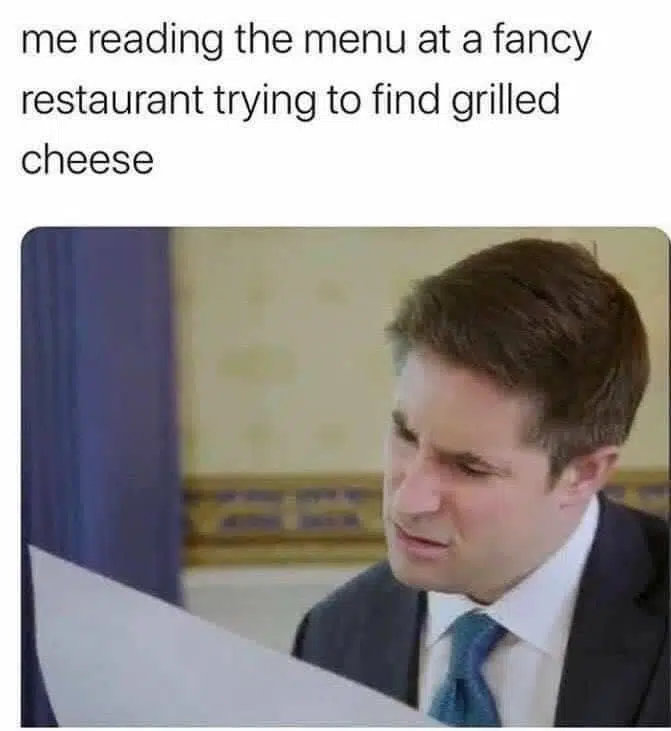 me reading the menu at a fancy
restaurant trying to find grilled
cheese